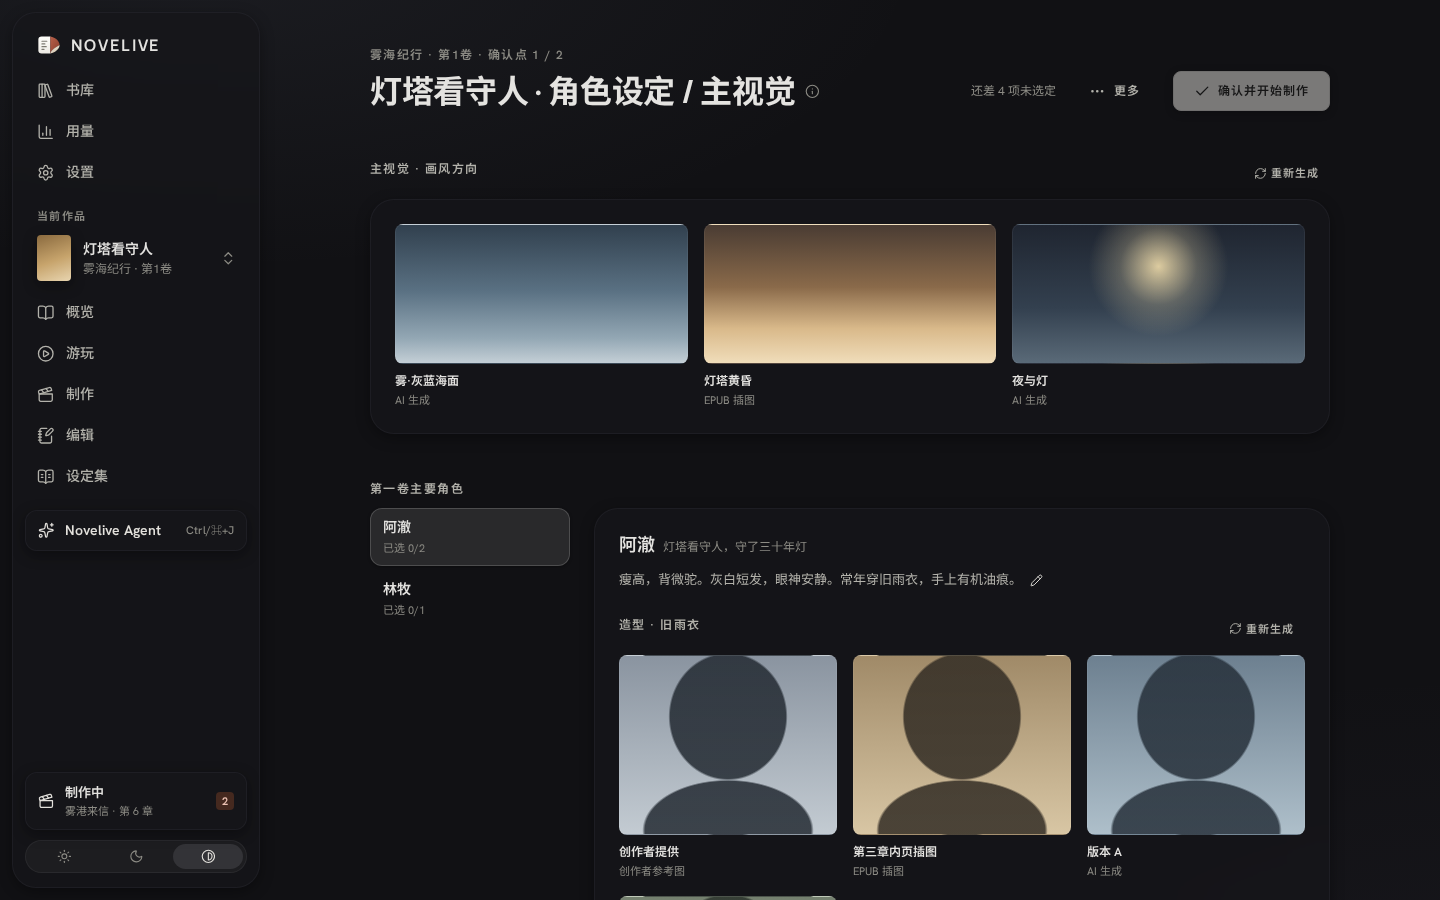 NOVELIVE
书库
用量
设置
当前作品
灯塔看守人
雾海纪行 · 第1卷
概览
游玩
制作
编辑
设定集
Novelive Agent
Ctrl/⌘+J
制作中
雾港来信 · 第 6 章
2
雾海纪行 · 第1卷 · 确认点 1 / 2
灯塔看守人 · 角色设定 / 主视觉
还差 4 项未选定
更多
确认并开始制作
主视觉 · 画风方向
重新生成
雾·灰蓝海面
AI 生成
灯塔黄昏
EPUB 插图
夜与灯
AI 生成
第一卷主要角色
阿澈
已选 0/2
林牧
已选 0/1
阿澈 灯塔看守人，守了三十年灯
瘦高，背微驼。灰白短发，眼神安静。常年穿旧雨衣，手上有机油痕。
造型 · 旧雨衣
重新生成
创作者提供
创作者参考图
第三章内页插图
EPUB 插图
版本 A
AI 生成